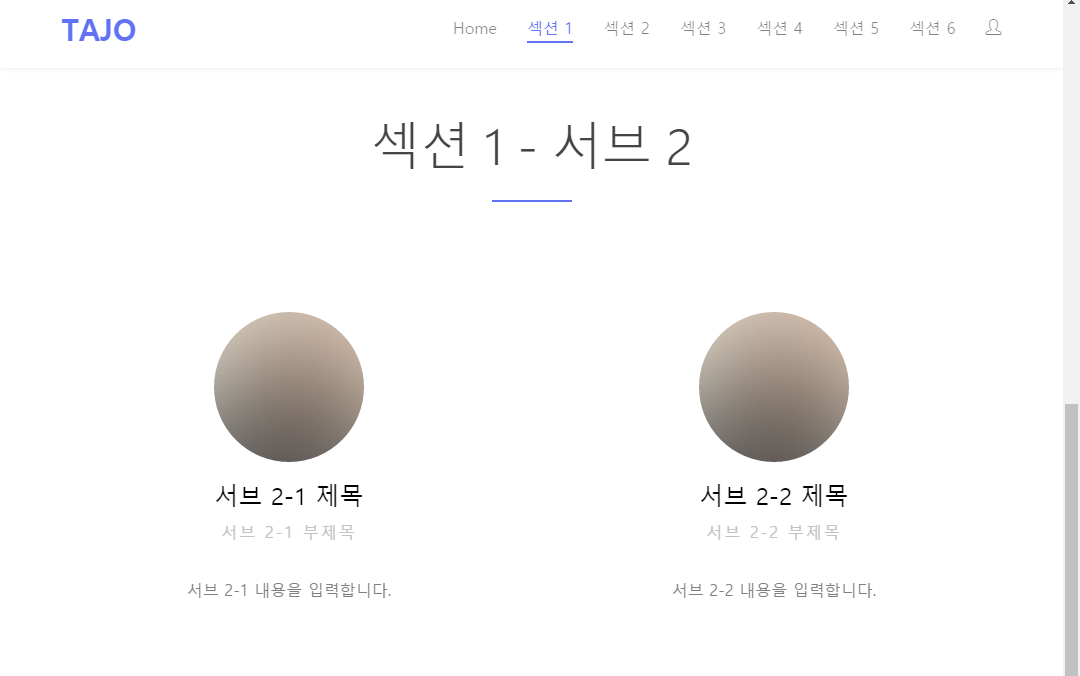 TAJO
Home 섹션 1 섹션 2 섹션 3 섹션 4 섹션 5 섹션 6
섹션 1 - 서브 2
서브 2-1 제목
서브 2-1 부제목
서브 2-1 내용을 입력합니다.
서브 2-2 제목
서브 2-2 부제목
서브 2-2 내용을 입력합니다.